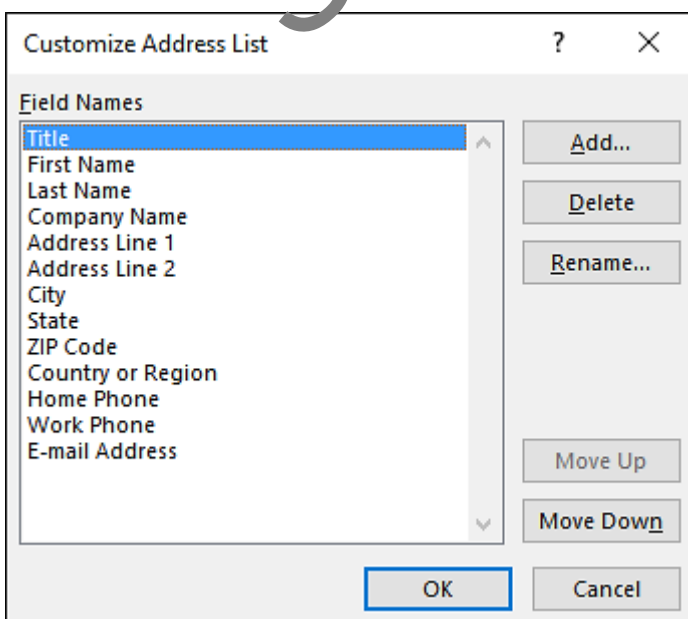 Customize Address List ? ×
Field Names
Title
First Name
Last Name
Company Name
Address Line 1
Address Line 2
City
State
ZIP Code
Country or Region
Home Phone
Work Phone
E-mail Address
Add...
Delete
Rename...
Move Up
Move Down
OK
Cancel